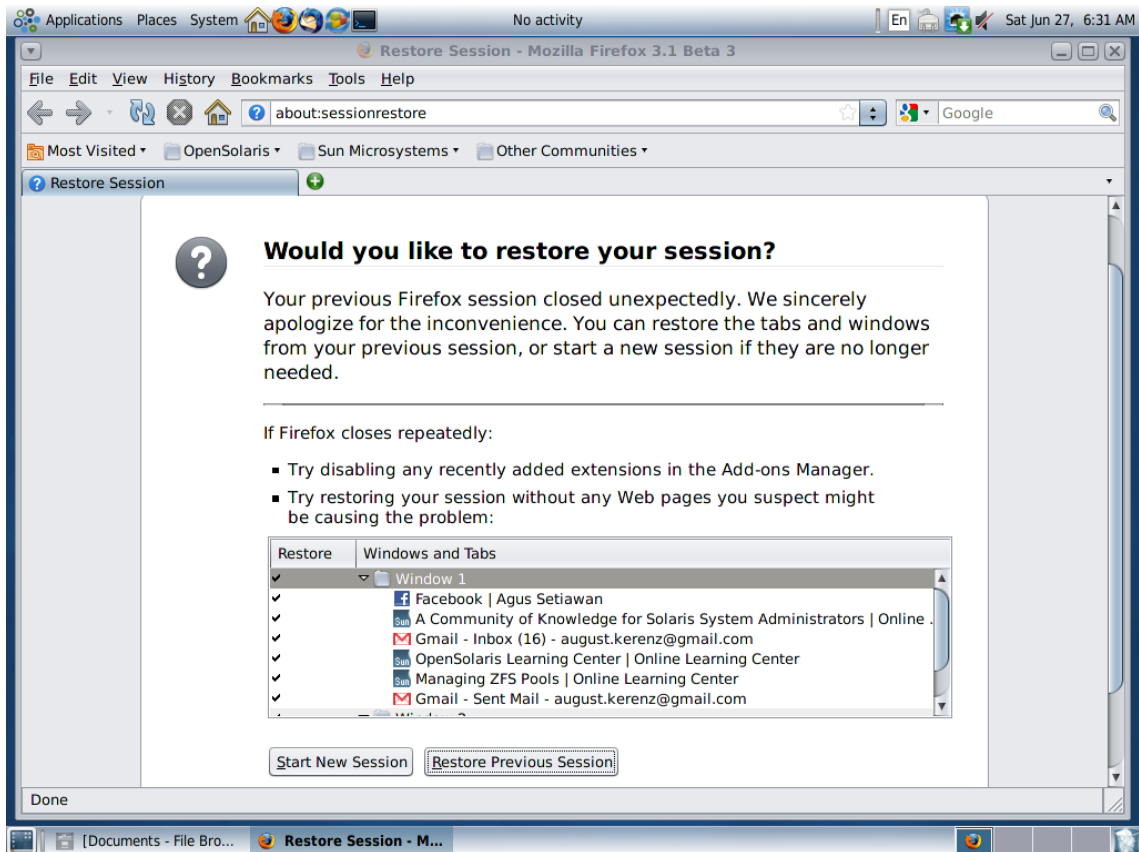 Applications Places System No activity En Sat Jun 27, 6:31 AM
Restore Session - Mozilla Firefox 3.1 Beta 3
File Edit View History Bookmarks Tools Help
about:sessionrestore Google
Most Visited OpenSolaris Sun Microsystems Other Communities
Restore Session
Would you like to restore your session?
Your previous Firefox session closed unexpectedly. We sincerely
apologize for the inconvenience. You can restore the tabs and windows
from your previous session, or start a new session if they are no longer
needed.
If Firefox closes repeatedly:
Try disabling any recently added extensions in the Add-ons Manager.
Try restoring your session without any Web pages you suspect might
be causing the problem:
Restore Windows and Tabs
Window 1
Facebook | Agus Setiawan
A Community of Knowledge for Solaris System Administrators | Online .
Gmail - Inbox (16) - august.kerenz@gmail.com
OpenSolaris Learning Center | Online Learning Center
Managing ZFS Pools | Online Learning Center
Gmail - Sent Mail - august.kerenz@gmail.com
Start New Session Restore Previous Session
Done
[Documents - File Bro... Restore Session - M...